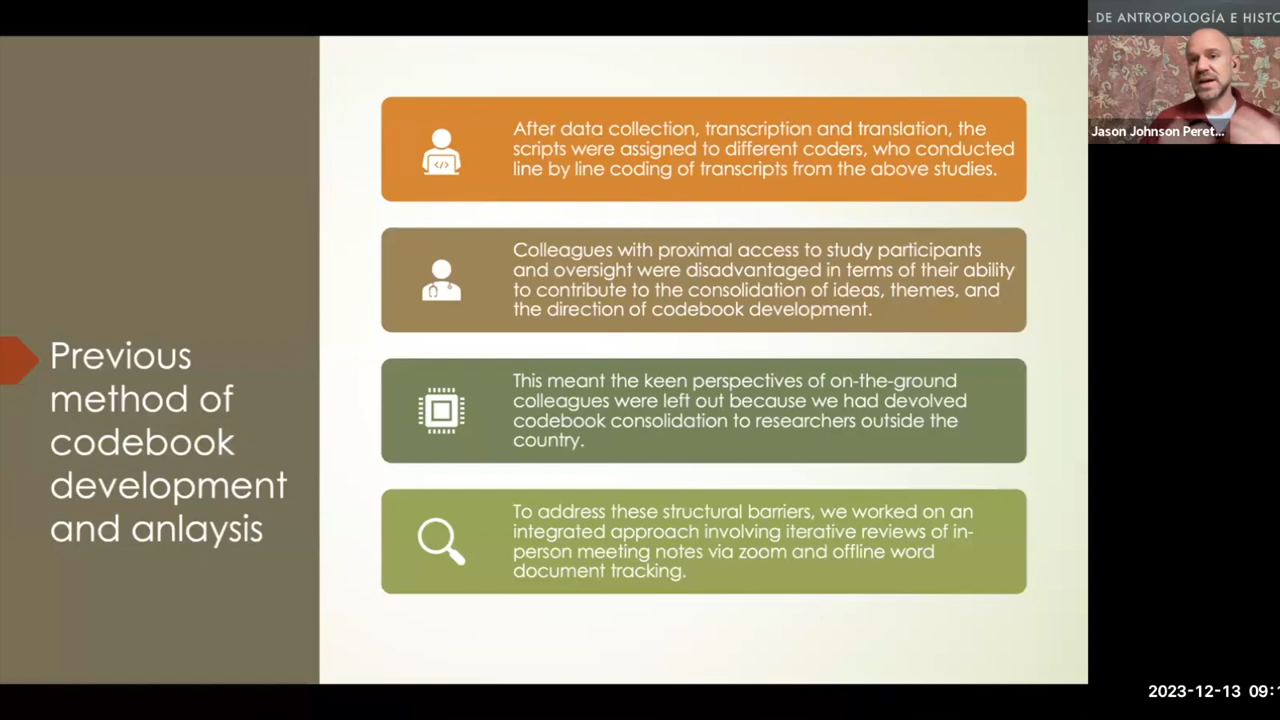 . DE ANTROPOLOGÍA E HISTO
Jason Johnson Peret...
Previous
method of
codebook
development
and anlaysis
After data collection, transcription and translation, the
scripts were assigned to different coders, who conducted
line by line coding of transcripts from the above studies.
Colleagues with proximal access to study participants
and oversight were disadvantaged in terms of their ability
to contribute to the consolidation of ideas, themes, and
the direction of codebook development.
This meant the keen perspectives of on-the-ground
colleagues were left out because we had devolved
codebook consolidation to researchers outside the
country.
To address these structural barriers, we worked on an
integrated approach involving iterative reviews of in-
person meeting notes via zoom and offline word
document tracking.
2023-12-13 09: